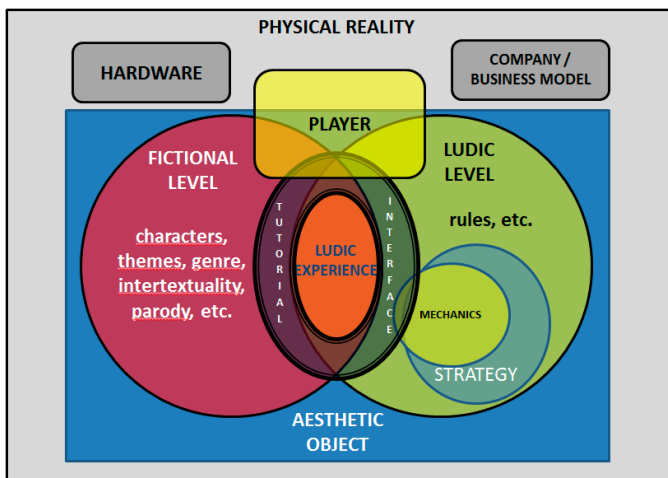 PHYSICAL REALITY
HARDWARE
COMPANY /
BUSINESS MODEL
PLAYER
FICTIONAL
LEVEL
LUDIC
LEVEL
characters,
themes, genre,
intertextuality,
parody, etc.
TUTORIAL
LUDIC
EXPERIENCE
INTERFACE
rules, etc.
MECHANICS
STRATEGY
AESTHETIC
OBJECT